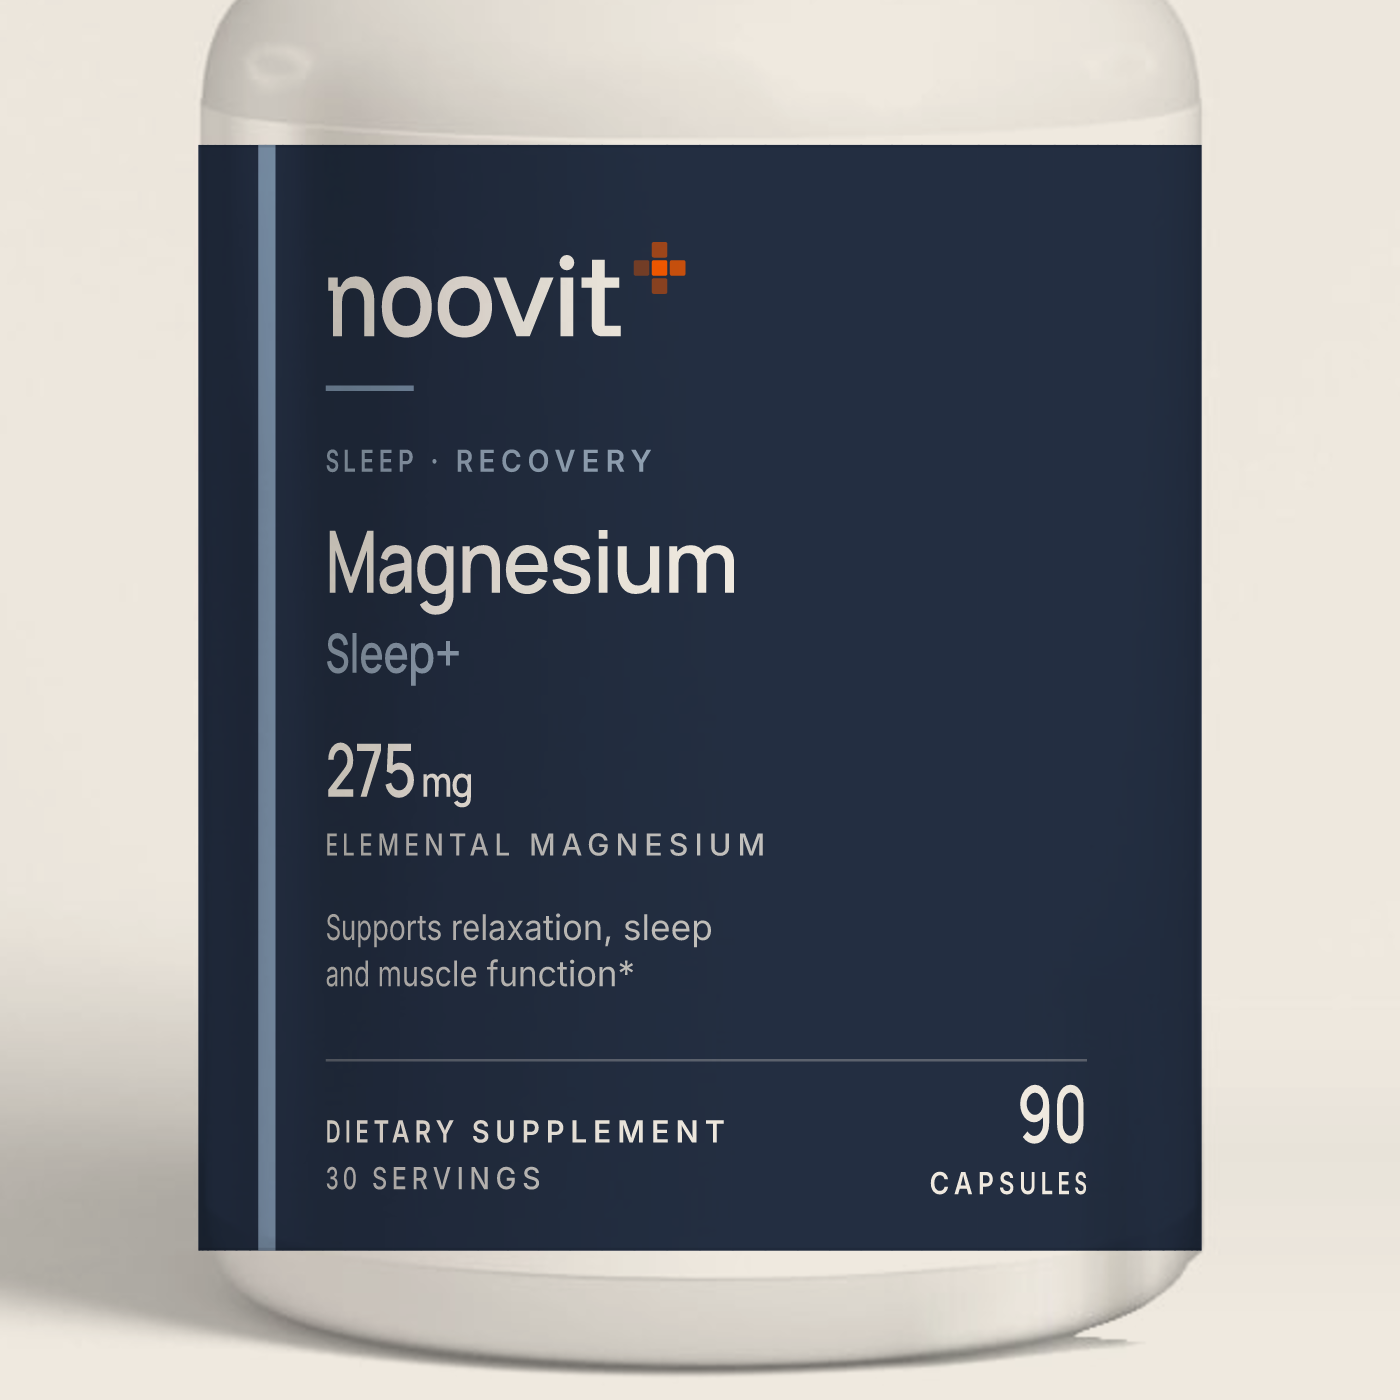 noovit
SLEEP · RECOVERY
Magnesium
Sleep+
275 mg
ELEMENTAL MAGNESIUM
Supports relaxation, sleep
and muscle function*
DIETARY SUPPLEMENT
30 SERVINGS
90
CAPSULES